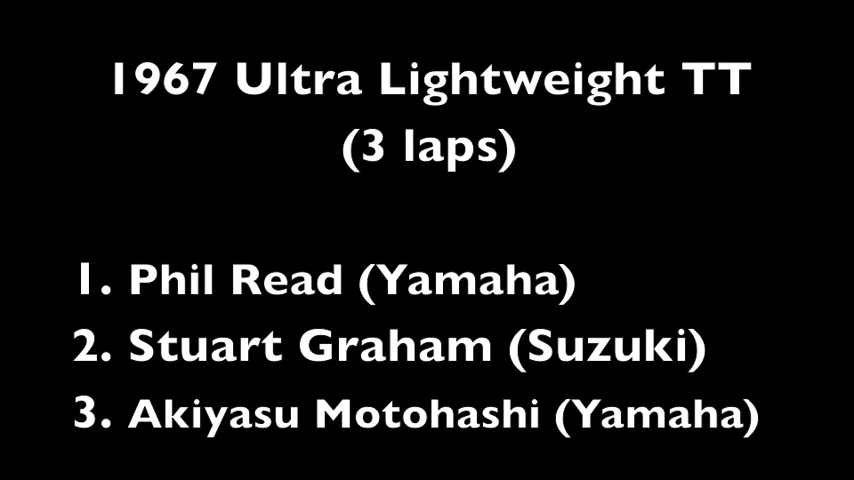 1967 Ultra Lightweight TT
(3 laps)
1. Phil Read (Yamaha)
2. Stuart Graham (Suzuki)
3. Akiyasu Motohashi (Yamaha)